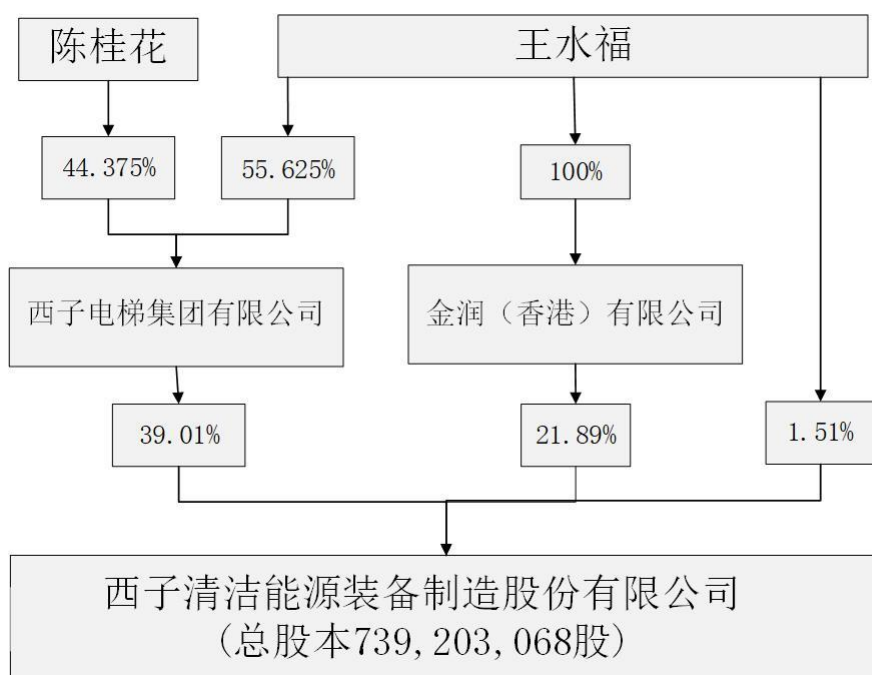 陈桂花
王水福
44.375%
55.625%
100%
西子电梯集团有限公司
金润（香港）有限公司
39.01%
21.89%
1.51%
西子清洁能源装备制造股份有限公司
(总股本739,203,068股)